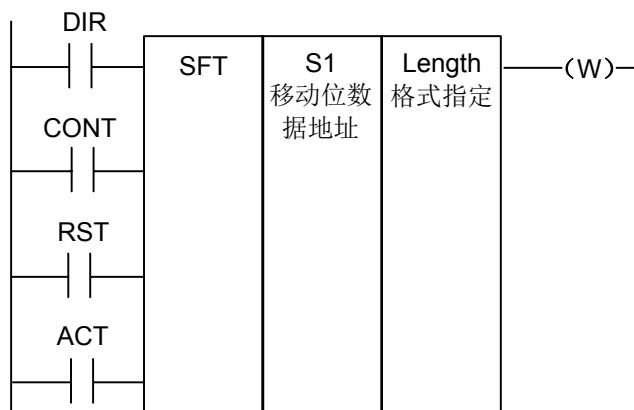 DIR
SFT
S1
移动位数
据地址
Length
格式指定
(W)
CONT
RST
ACT